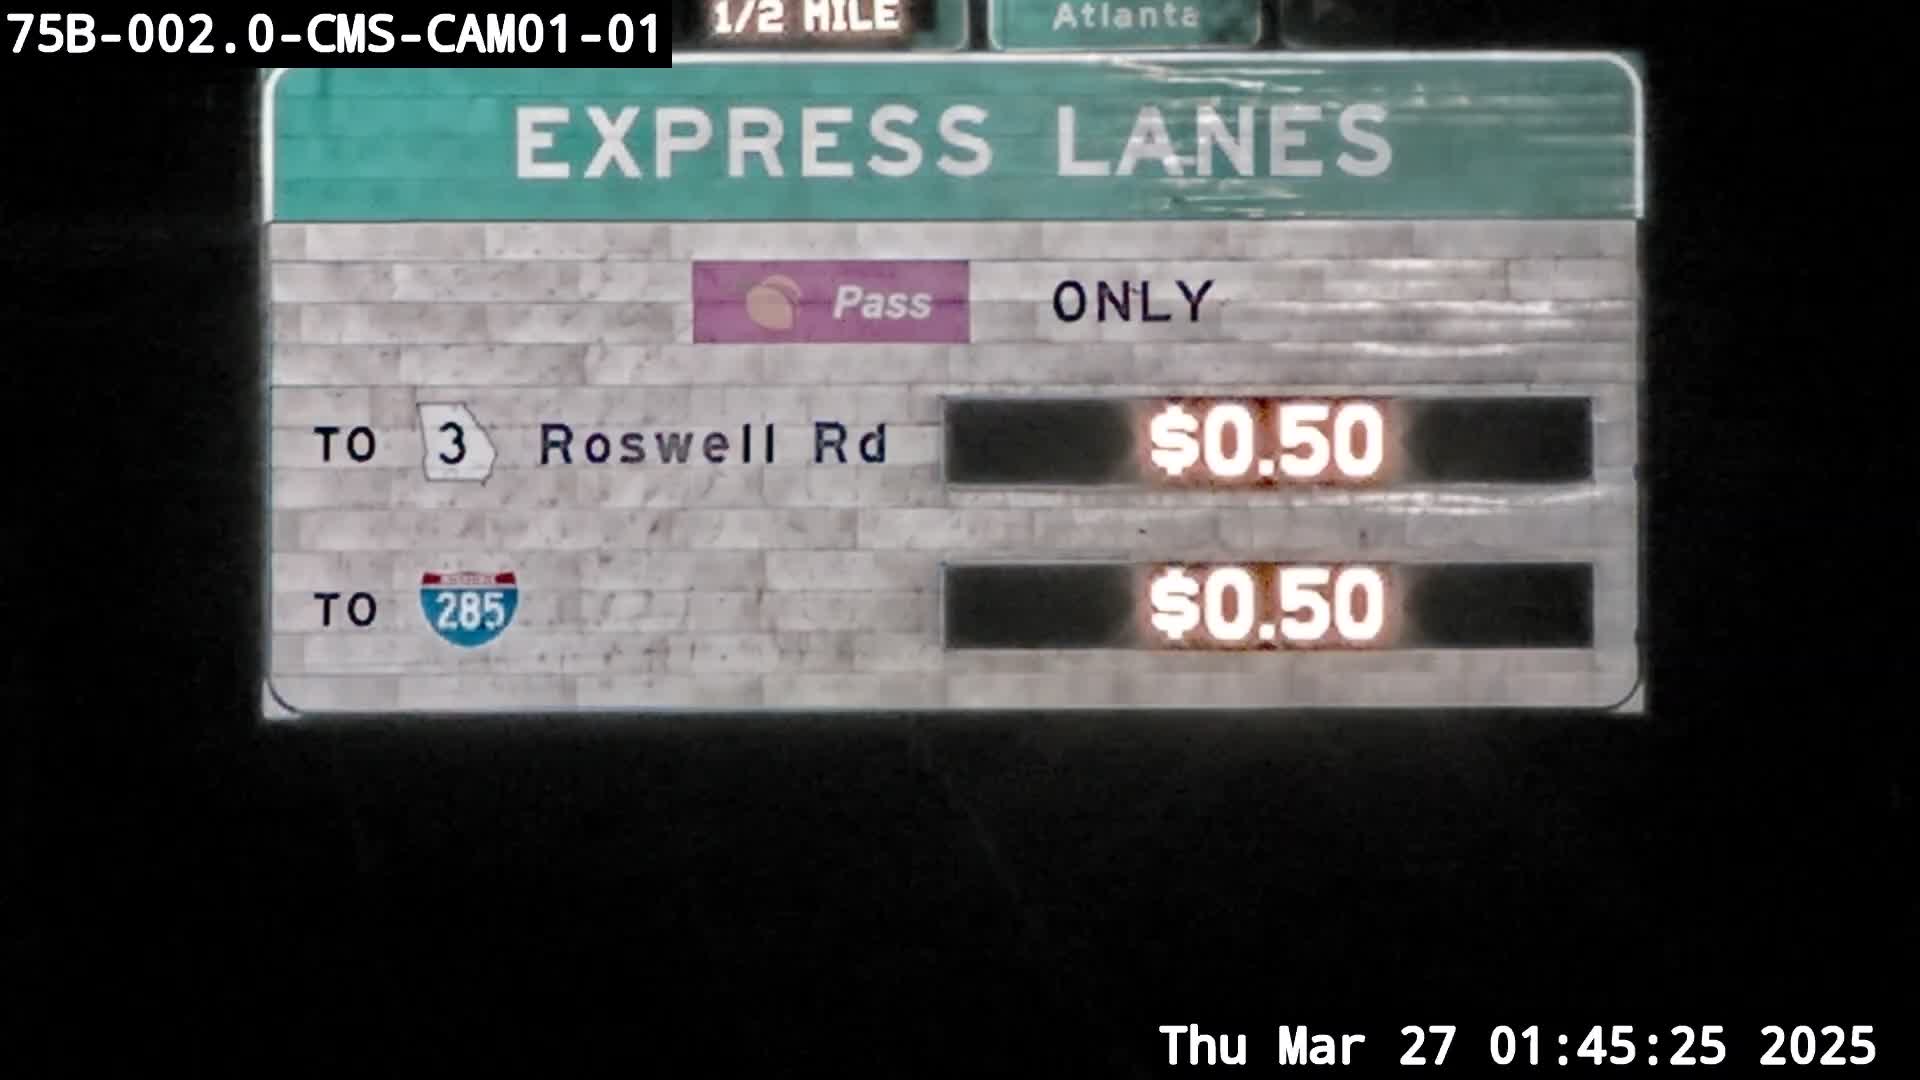 75B-002.0-CMS-CAM01-01
1/2 MILE
Atlanta
EXPRESS LANES
Pass ONLY
TO 3 Roswell Rd $0.50
TO 285 $0.50
Thu Mar 27 01:45:25 2025